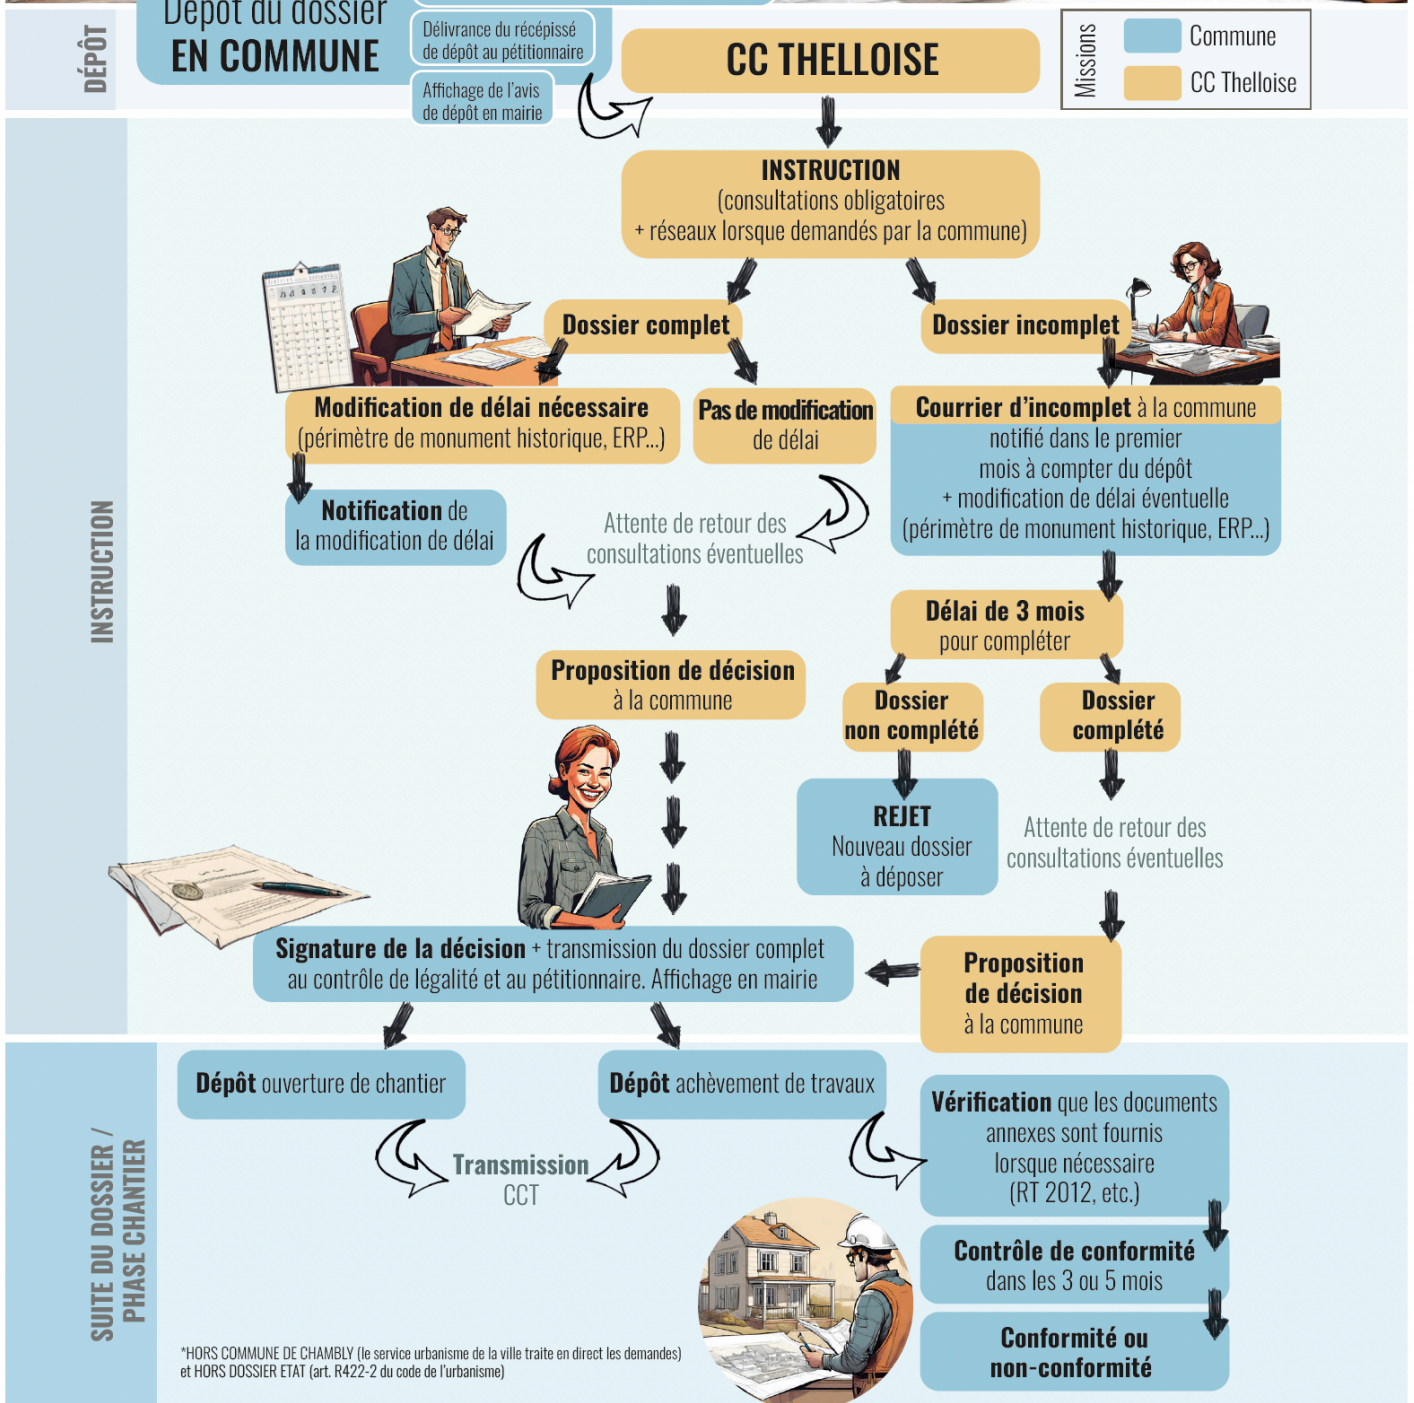 Dépôt du dossier
EN COMMUNE
Délivrance du récépissé
de dépôt au pétitionnaire
Affichage de l'avis
de dépôt en mairie
DÉPÔT
CC THELLOISE
Missions
Commune
CC Thelloise
INSTRUCTION
INSTRUCTION
(consultations obligatoires
+ réseaux lorsque demandés par la commune)
Dossier complet
Dossier incomplet
Modification de délai nécessaire
(périmètre de monument historique, ERP...)
Pas de modification
de délai
Courrier d'incomplet à la commune
notifié dans le premier
mois à compter du dépôt
+ modification de délai éventuelle
(périmètre de monument historique, ERP...)
Notification de
la modification de délai
Attente de retour des
consultations éventuelles
Délai de 3 mois
pour compléter
Proposition de décision
à la commune
Dossier
non complété
Dossier
complété
REJET
Nouveau dossier
à déposer
Attente de retour des
consultations éventuelles
Signature de la décision + transmission du dossier complet
au contrôle de légalité et au pétitionnaire. Affichage en mairie
Proposition
de décision
à la commune
SUITE DU DOSSIER /
PHASE CHANTIER
Dépôt ouverture de chantier
Dépôt achèvement de travaux
Transmission
CCT
Vérification que les documents
annexes sont fournis
lorsque nécessaire
(RT 2012, etc.)
Contrôle de conformité
dans les 3 ou 5 mois
Conformité ou
non-conformité
*HORS COMMUNE DE CHAMBLY (le service urbanisme de la ville traite en direct les demandes)
et HORS DOSSIER ETAT (art. R422-2 du code de l'urbanisme)